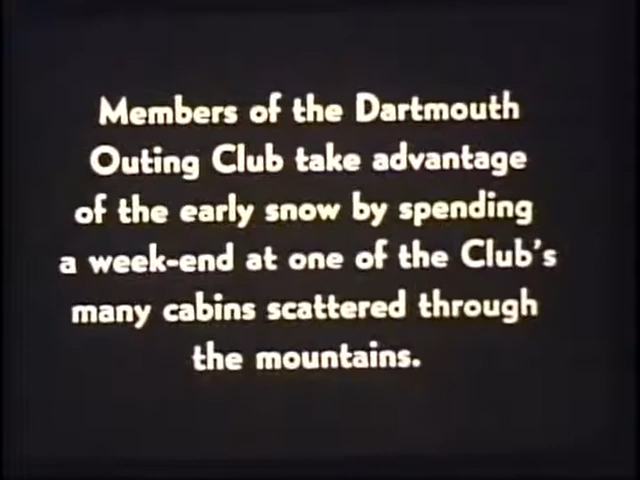 Members of the Dartmouth
Outing Club take advantage
of the early snow by spending
a week-end at one of the Club's
many cabins scattered through
the mountains.